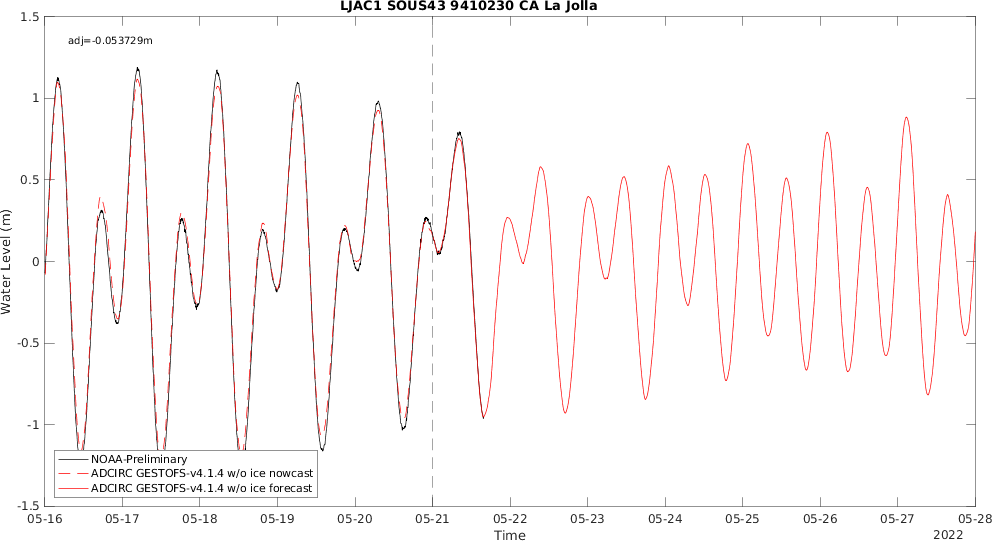 LJAC1 SOUS43 9410230 CA La Jolla
adj=-0.053729m
1.5
1
0.5
0
-0.5
-1
-1.5
Water Level (m)
NOAA-Preliminary
ADCIRC GESTOFS-v4.1.4 w/o ice nowcast
ADCIRC GESTOFS-v4.1.4 w/o ice forecast
05-16 05-17 05-18 05-19 05-20 05-21 05-22 05-23 05-24 05-25 05-26 05-27 05-28
Time
2022